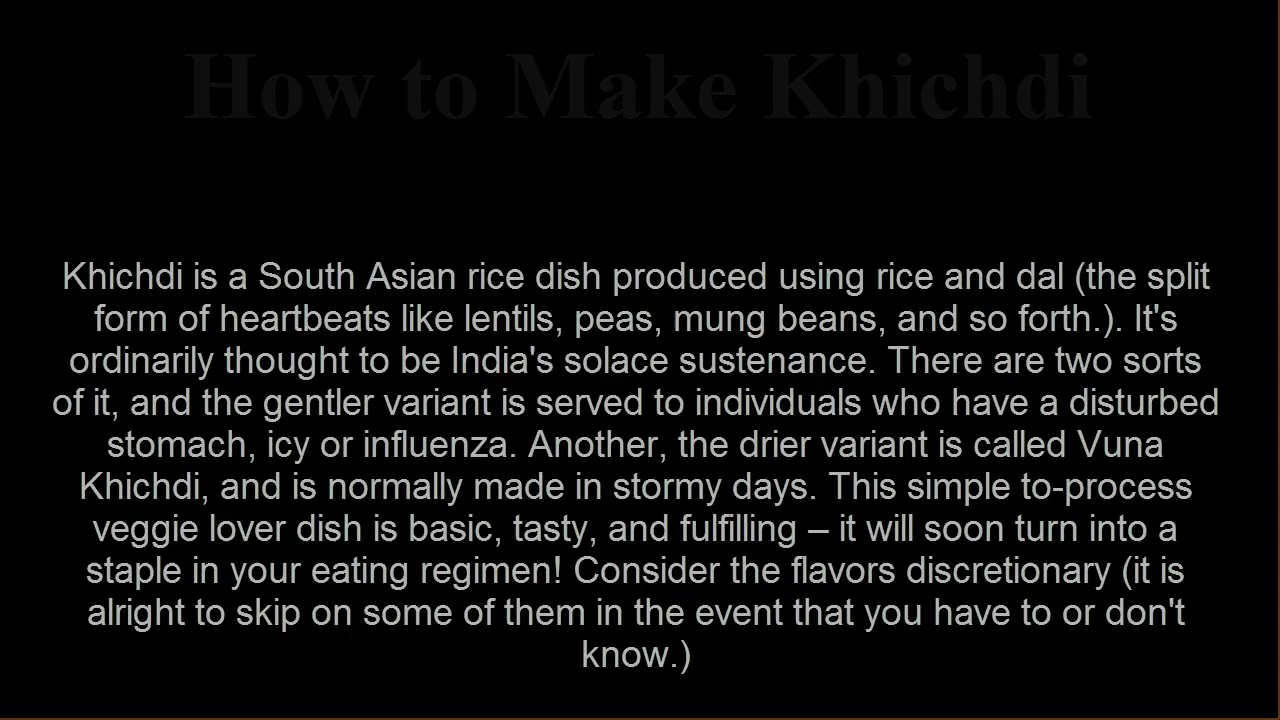 How to Make Khichdi
Khichdi is a South Asian rice dish produced using rice and dal (the split
form of heartbeats like lentils, peas, mung beans, and so forth.). It's
ordinarily thought to be India's solace sustenance. There are two sorts
of it, and the gentler variant is served to individuals who have a disturbed
stomach, icy or influenza. Another, the drier variant is called Vuna
Khichdi, and is normally made in stormy days. This simple to-process
veggie lover dish is basic, tasty, and fulfilling – it will soon turn into a
staple in your eating regimen! Consider the flavors discretionary (it is
alright to skip on some of them in the event that you have to or don't
know.)